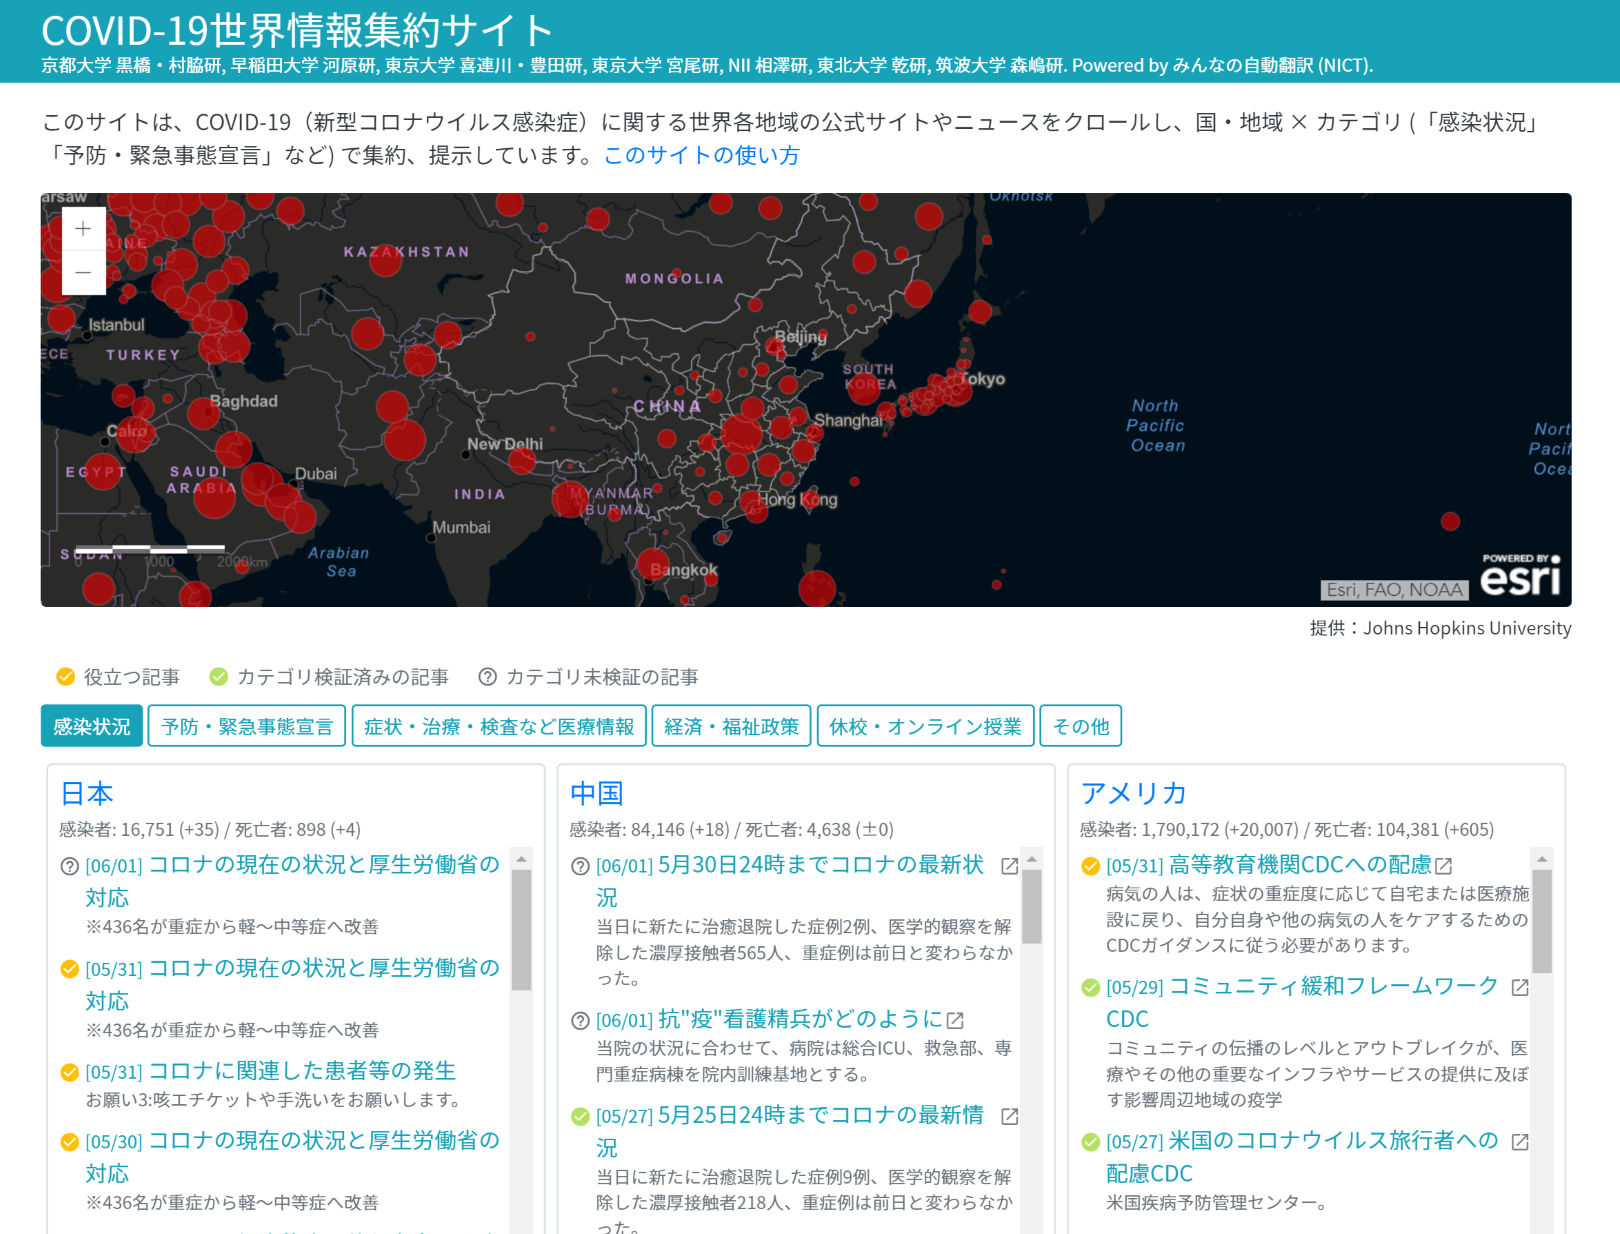 COVID-19世界情報集約サイト
京都大学 黒橋・村脇研, 早稲田大学 河原研, 東京大学 喜連川・豊田研, 東京大学 宮尾研, NII 相澤研, 東北大学 乾研, 筑波大学 森嶋研. Powered by みんなの自動翻訳 (NICT).
このサイトは、COVID-19（新型コロナウイルス感染症）に関する世界各地域の公式サイトやニュースをクロールし、国・地域 × カテゴリ (「感染状況」
「予防・緊急事態宣言」など) で集約、提示しています。このサイトの使い方
arsaw
Okhotsk
+
AINE
KAZAKHSTAN
MONGOLIA
−
Istanbul
Beijing
ECE
TURKEY
SOUTH
KOREA
Tokyo
Baghdad
CHINA
North
Pacific
Ocean
Shanghai
Cairo
New Delhi
Nort
Pacif
Ocea
EGYPT
SAUDI
ARABIA
Dubai
INDIA
MYANMAR
(BURMA)
Hong Kong
Mumbai
SUDAN
0
1000
2000km
Arabian
Sea
Bangkok
POWERED BY
esri
Esri, FAO, NOAA
提供：Johns Hopkins University
役立つ記事 カテゴリ検証済みの記事 カテゴリ未検証の記事
感染状況 予防・緊急事態宣言 症状・治療・検査など医療情報 経済・福祉政策 休校・オンライン授業 その他
日本
感染者: 16,751 (+35) / 死亡者: 898 (+4)
[06/01] コロナの現在の状況と厚生労働省の
対応
※436名が重症から軽～中等症へ改善
[05/31] コロナの現在の状況と厚生労働省の
対応
※436名が重症から軽～中等症へ改善
[05/31] コロナに関連した患者等の発生
お願い3:咳エチケットや手洗いをお願いします。
[05/30] コロナの現在の状況と厚生労働省の
対応
※436名が重症から軽～中等症へ改善
中国
感染者: 84,146 (+18) / 死亡者: 4,638 (±0)
[06/01] 5月30日24時までコロナの最新状
況
当日に新たに治癒退院した症例2例、医学的観察を解
除した濃厚接触者565人、重症例は前日と変わらなか
った。
[06/01] 抗"疫"看護精兵がどのように
当院の状況に合わせて、病院は総合ICU、救急部、専
門重症病棟を院内訓練基地とする。
[05/27] 5月25日24時までコロナの最新情
況
当日に新たに治癒退院した症例9例、医学的観察を解
除した濃厚接触者218人、重症例は前日と変わらなか
った。
アメリカ
感染者: 1,790,172 (+20,007) / 死亡者: 104,381 (+605)
[05/31] 高等教育機関CDCへの配慮
病気の人は、症状の重症度に応じて自宅または医療施
設に戻り、自分自身や他の病気の人をケアするための
CDCガイダンスに従う必要があります。
[05/29] コミュニティ緩和フレームワーク
CDC
コミュニティの伝播のレベルとアウトブレイクが、医
療やその他の重要なインフラやサービスの提供に及ぼ
す影響周辺地域の疫学
[05/27] 米国のコロナウイルス旅行者への
配慮CDC
米国疾病予防管理センター。